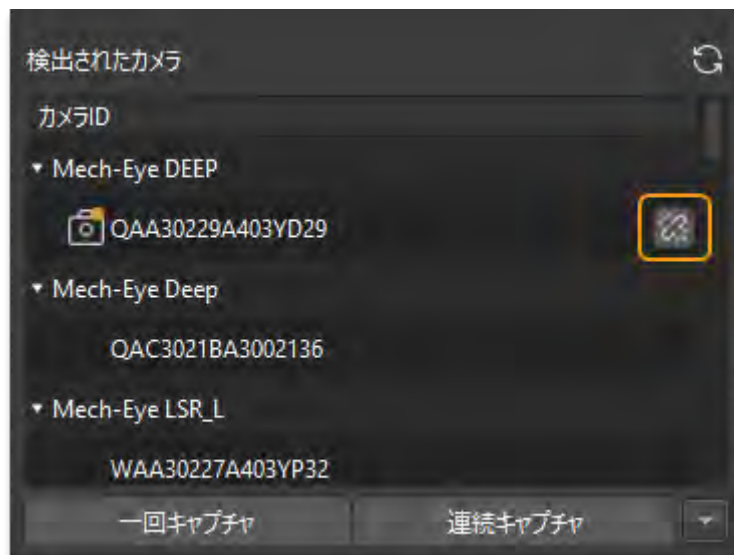 検出されたカメラ
カメラID
Mech-Eye DEEP
QAA30229A403YD29
Mech-Eye Deep
QAC3021BA3002136
Mech-Eye LSR_L
WAA30227A403YP32
一回キャプチャ 連続キャプチャ